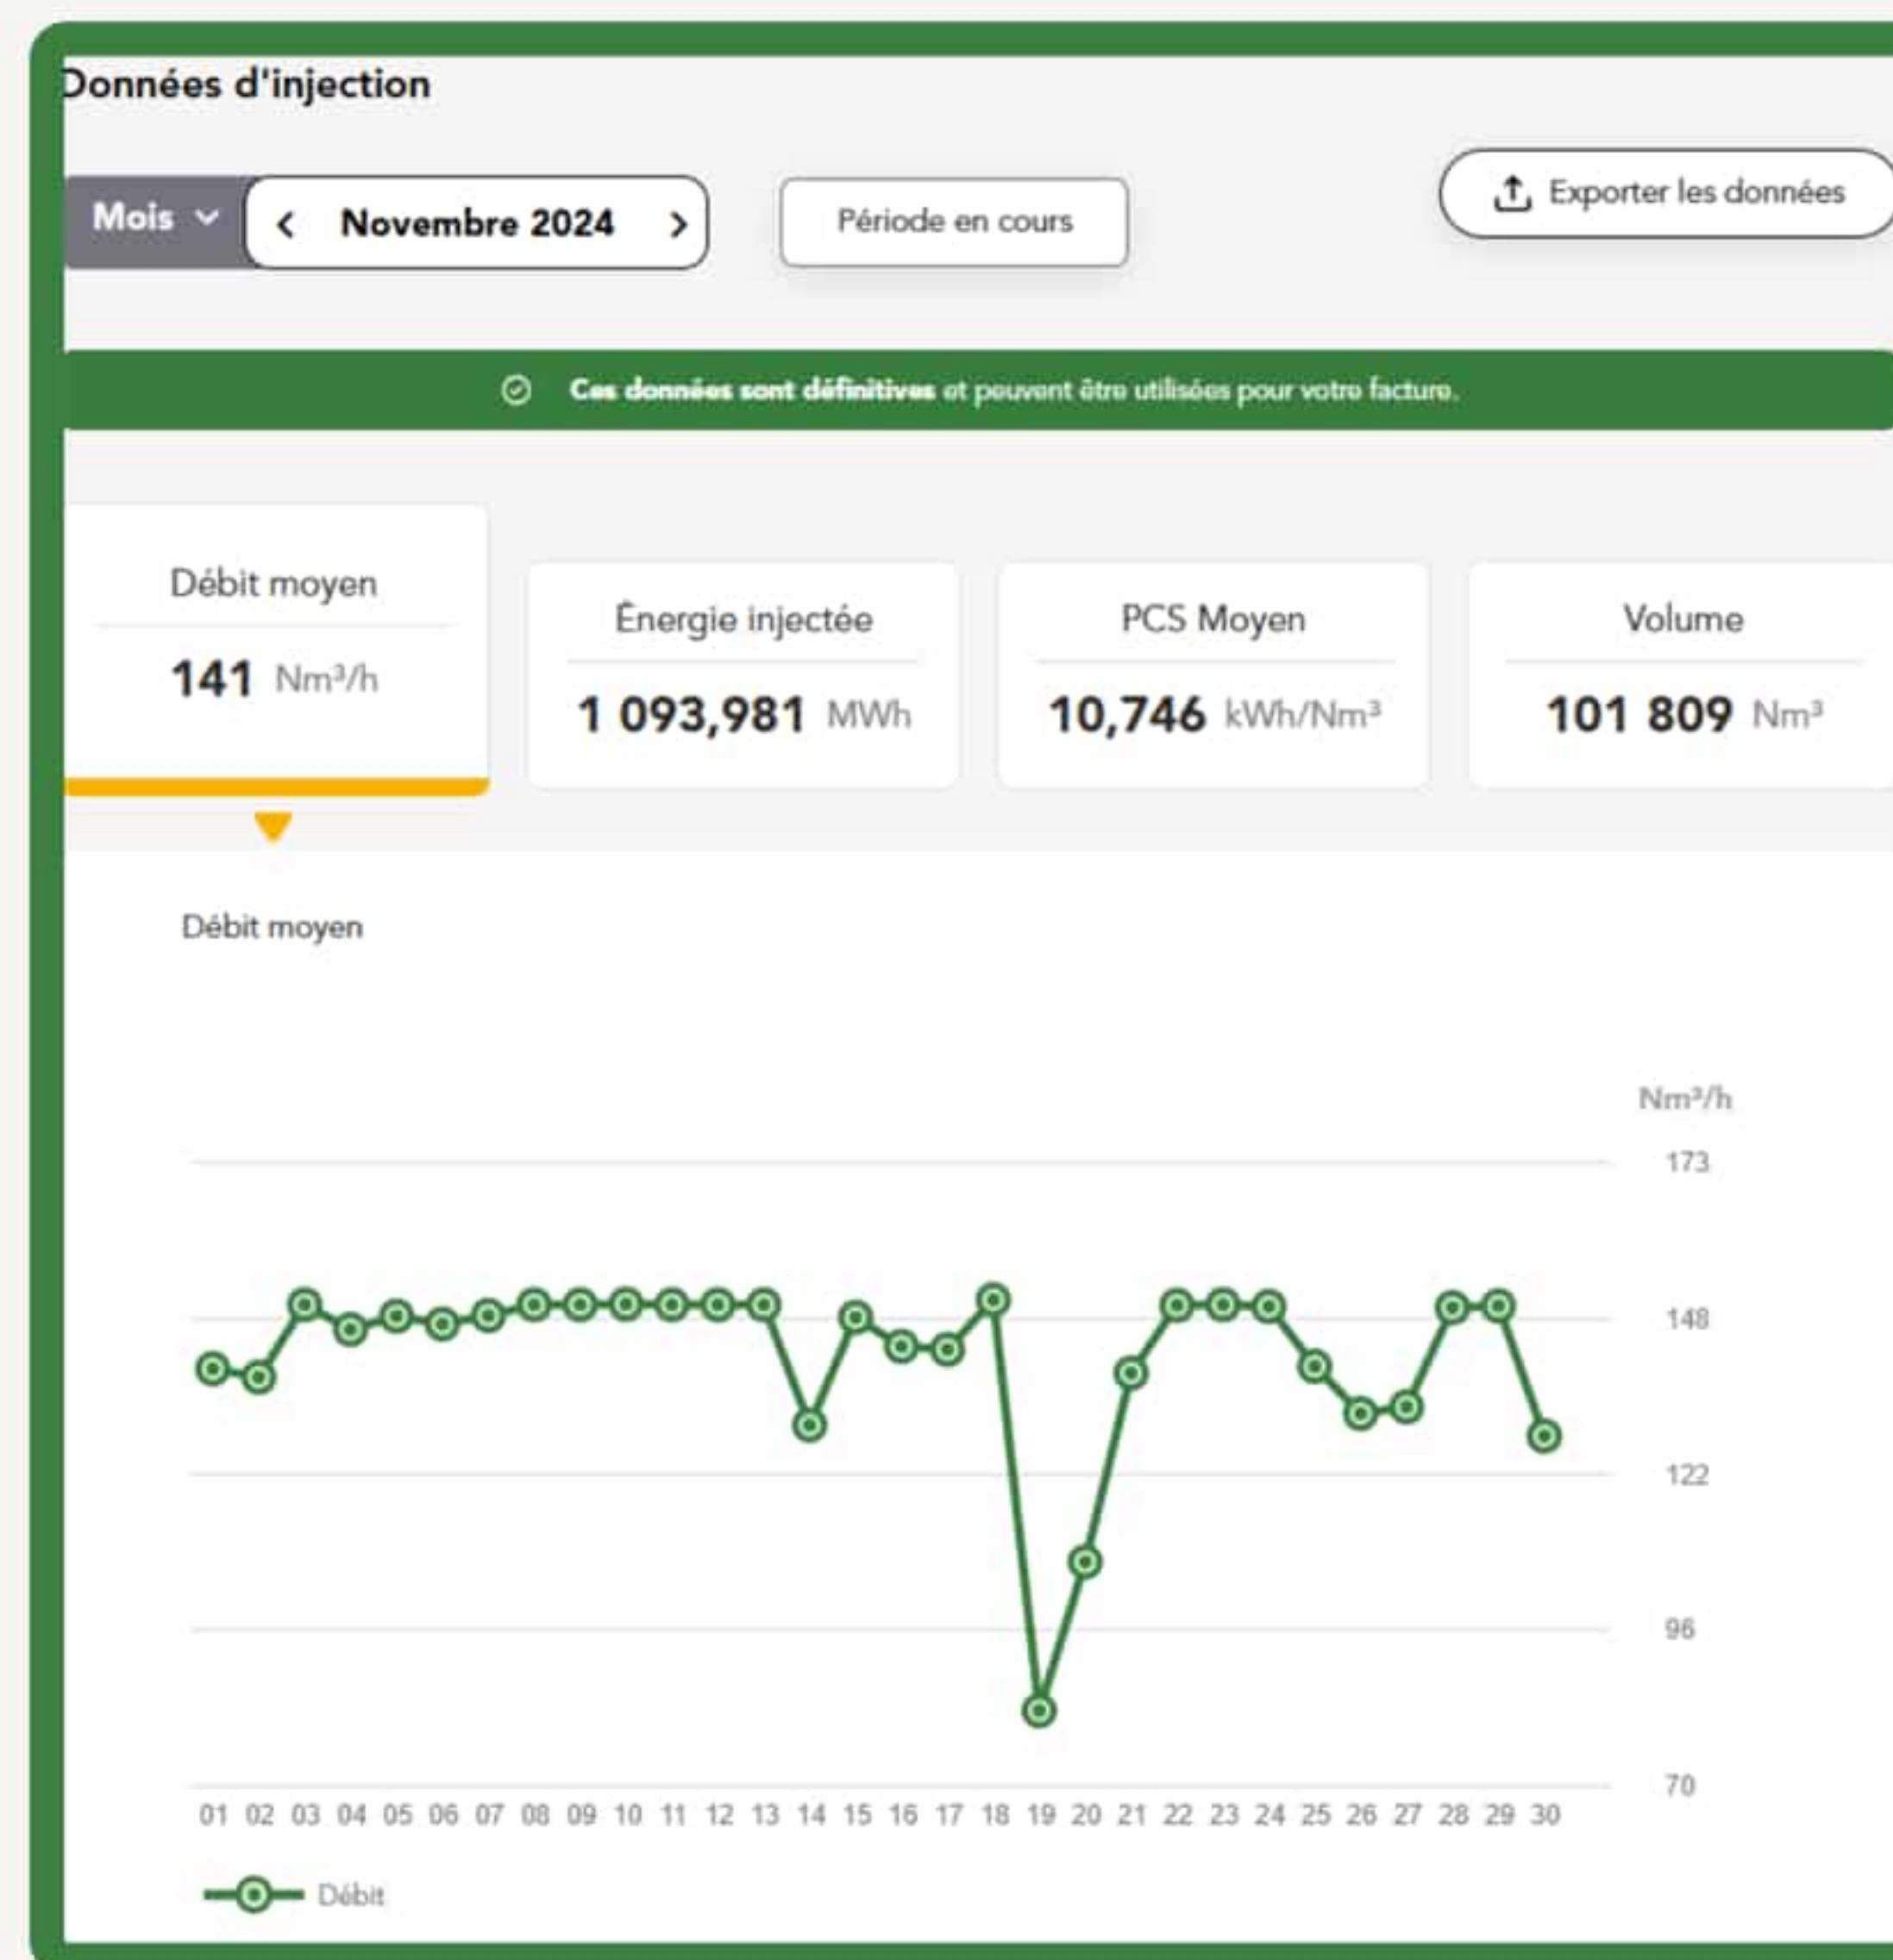 Données d'injection
Mois
Novembre 2024
Période en cours
Exporter les données
Ces données sont définitives et peuvent être utilisées pour votre facture.
Débit moyen
141 Nm³/h
Énergie injectée
1 093,981 MWh
PCS Moyen
10,746 kWh/Nm³
Volume
101 809 Nm³
Débit moyen
Nm³/h
173
148
122
96
70
01 02 03 04 05 06 07 08 09 10 11 12 13 14 15 16 17 18 19 20 21 22 23 24 25 26 27 28 29 30
Débit